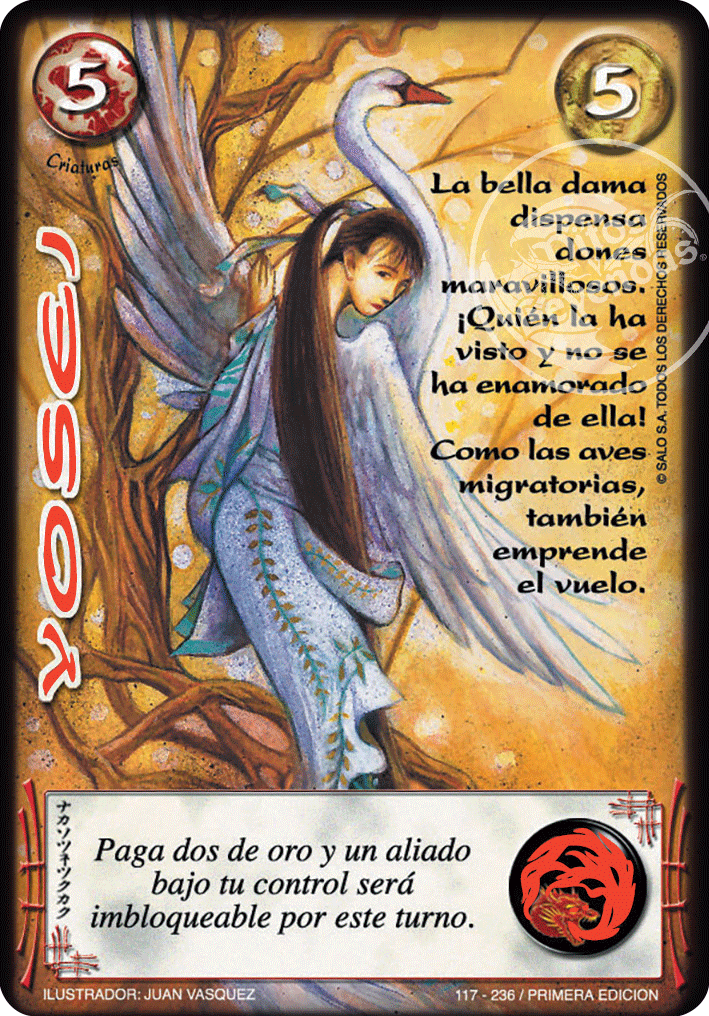 5
5
Criaturas
YOSEJ
La bella dama
dispensa
dones
maravillosos.
¡Quién la ha
visto y no se
ha enamorado
de ella!
Como las aves
migratorias,
también
emprende
el vuelo.
© SALO S.A. TODOS LOS DERECHOS RESERVADOS
mitos
leyendas
®
ナカソツネツクカク
Paga dos de oro y un aliado
bajo tu control será
imbloqueable por este turno.
ILUSTRADOR: JUAN VASQUEZ
117 - 236 / PRIMERA EDICION